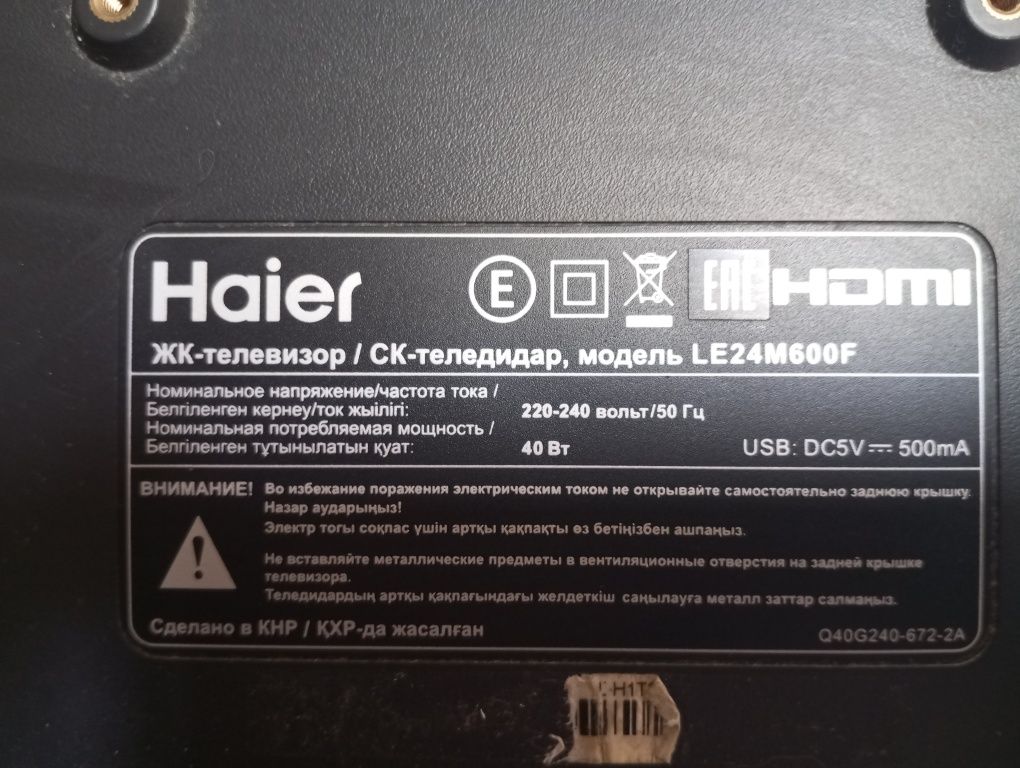 Haier E EAC HDMI
ЖК-телевизор / СК-теледидар, модель LE24M600F
Номинальное напряжение/частота тока /
Белгіленген кернеу/ток жыілігі: 220-240 вольт/50 Гц
Номинальная потребляемая мощность /
Белгіленген тұтынылатын қуат: 40 Вт USB: DC5V 500mA
ВНИМАНИЕ! Во избежание поражения электрическим током не открывайте самостоятельно заднюю крышку.
Назар аударыңыз!
Электр тогы соқпас үшін артқы қақпақты өз бетіңізбен ашпаңыз.
Не вставляйте металлические предметы в вентиляционные отверстия на задней крышке
телевизора.
Теледидардың артқы қақпағындағы желдеткіш саңылауға металл заттар салмаңыз.
Сделано в КНР / ҚХР-да жасалған Q40G240-672-2A
H1T